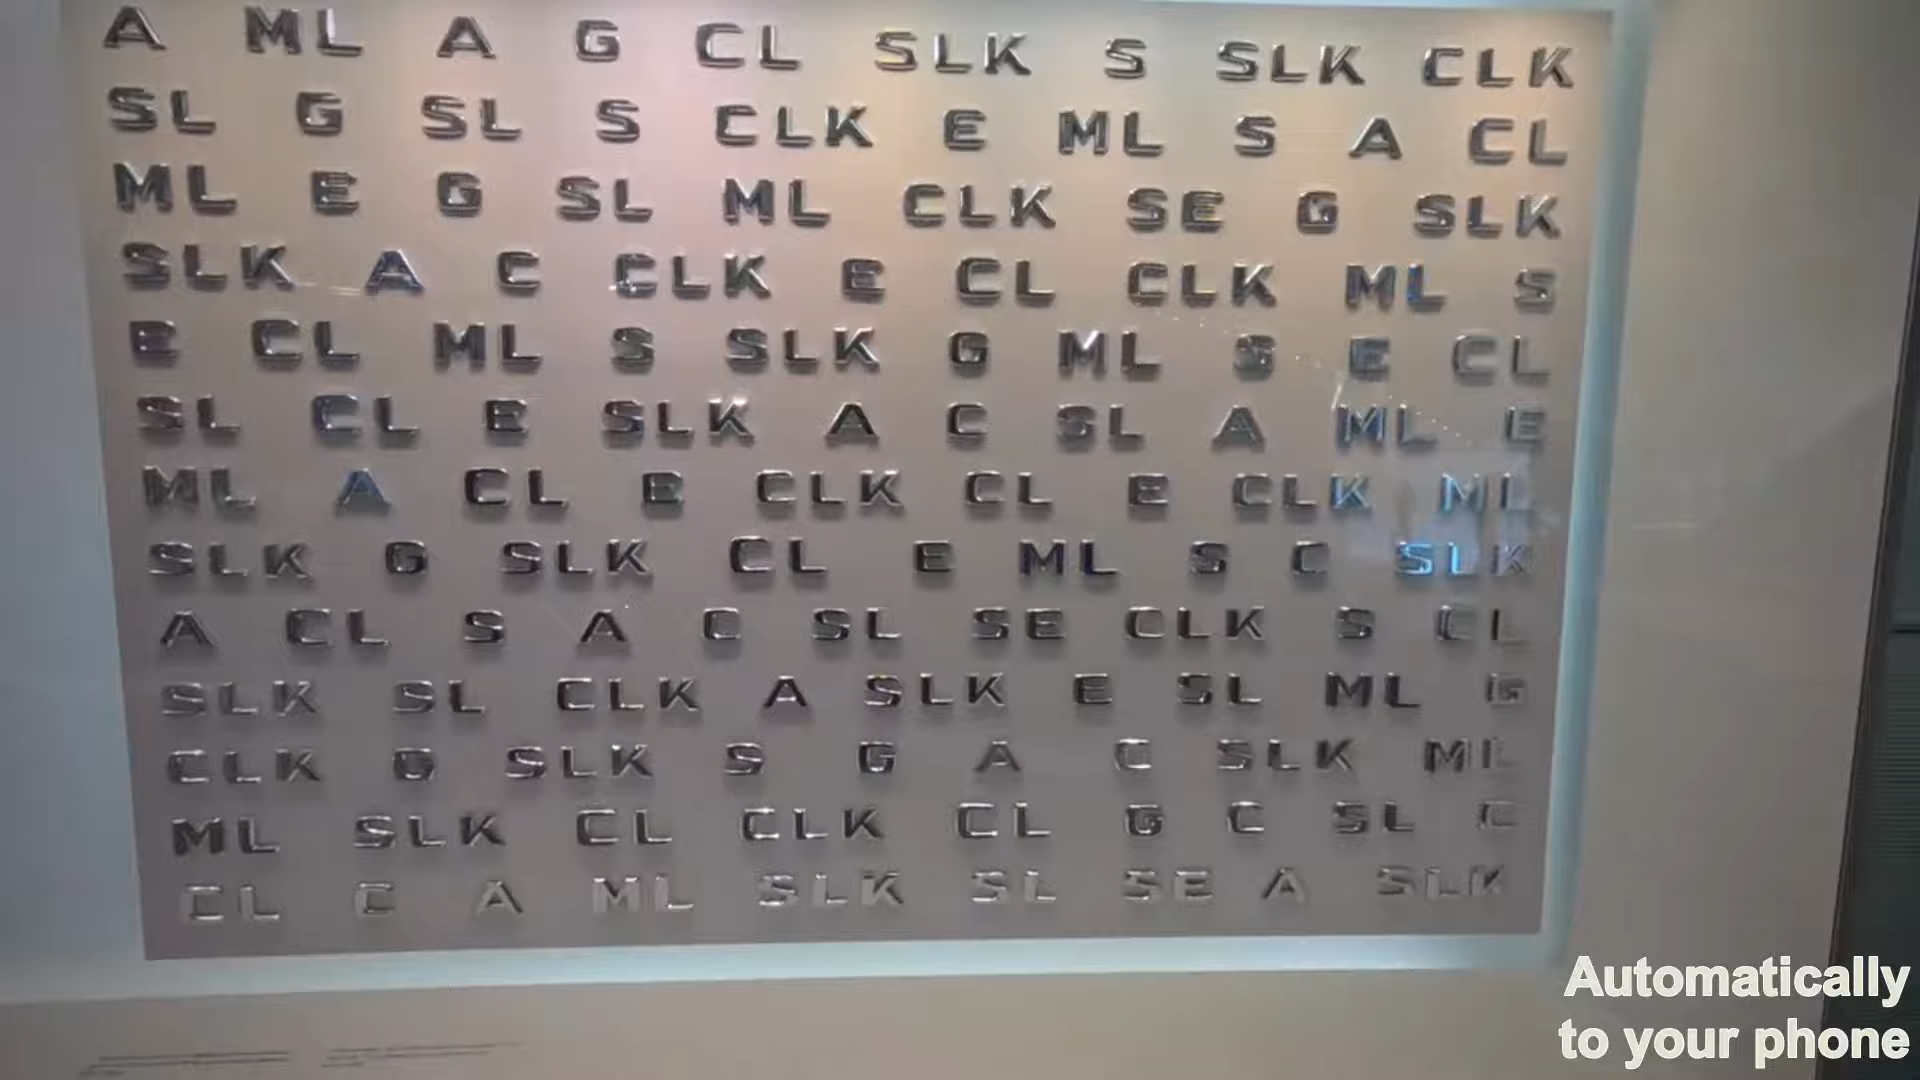 A ML A G CL SLK S SLK CLK
SL G SL S CLK E ML S A CL
ML E G SL ML CLK SE G SLK
SLK A C CLK E CL CLK ML S
E CL ML S SLK G ML S E CL
SL CL E SLK A C SL A ML E
ML A CL E CLK CL E CLK ML
SLK G SLK CL E ML S C SLK
A CL S A C SL SE CLK S CL
SLK SL CLK A SLK E SL ML G
CLK G SLK S G A C SLK ML
ML SLK CL CLK CL G C SL C
CL C A ML SLK SL SE A SLK
Automatically
to your phone